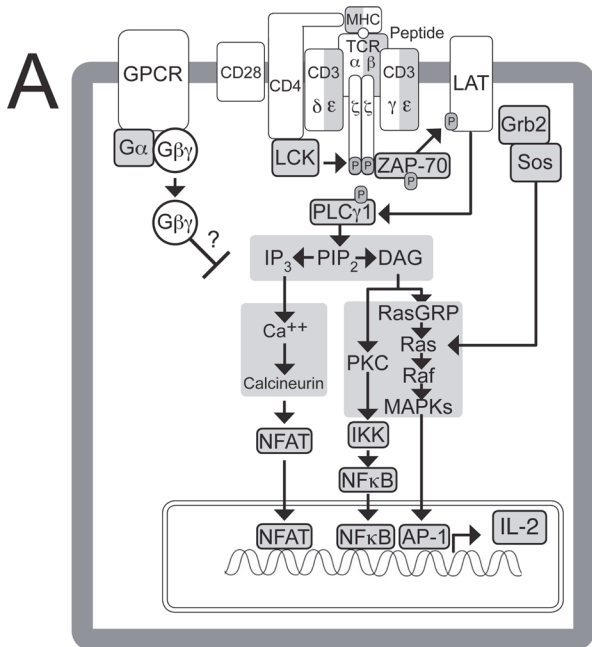 A
MHC
Peptide
GPCR
CD28
CD4
CD3
δ ε
TCR
α β
ζ ζ
CD3
γ ε
LAT
Gα
Gβγ
LCK
P P
ZAP-70
P
P
Grb2
Sos
Gβγ
?
P
PLCγ1
IP3
PIP2
DAG
Ca++
Calcineurin
PKC
RasGRP
Ras
Raf
MAPKs
NFAT
IKK
NFκB
NFAT
NFκB
AP-1
IL-2